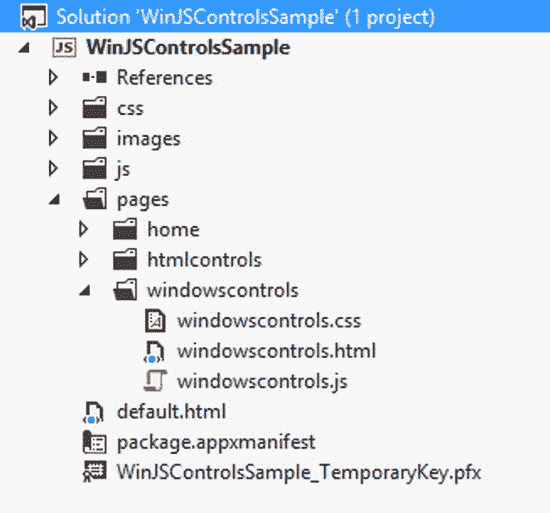 Solution 'WinJSControlsSample' (1 project)
JS WinJSControlsSample
References
css
images
js
pages
home
htmlcontrols
windowscontrols
windowscontrols.css
windowscontrols.html
windowscontrols.js
default.html
package.appxmanifest
WinJSControlsSample_TemporaryKey.pfx